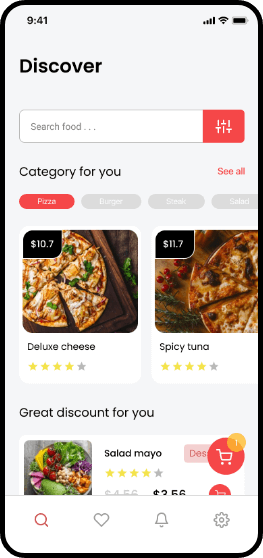 9:41
Discover
Search food . . .
Category for you
See all
Pizza Burger Steak Salad
$10.7
$11.7
Deluxe cheese
Spicy tuna
Great discount for you
1
Salad mayo
$4.56 $3.56